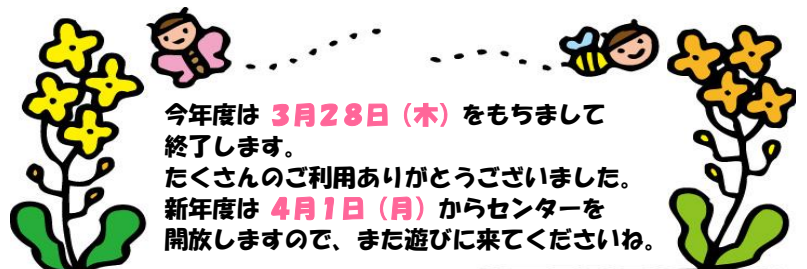 今年度は ３月２８日（木）をもちまして
終了します。
たくさんのご利用ありがとうございました。
新年度は ４月１日（月）からセンターを
開放しますので、また遊びに来てくださいね。